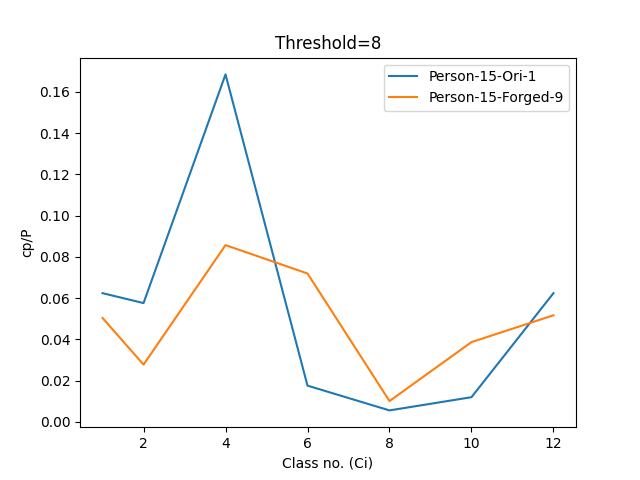 Threshold=8
Person-15-Ori-1
Person-15-Forged-9
cp/P
0.16
0.14
0.12
0.10
0.08
0.06
0.04
0.02
0.00
2 4 6 8 10 12
Class no. (Ci)